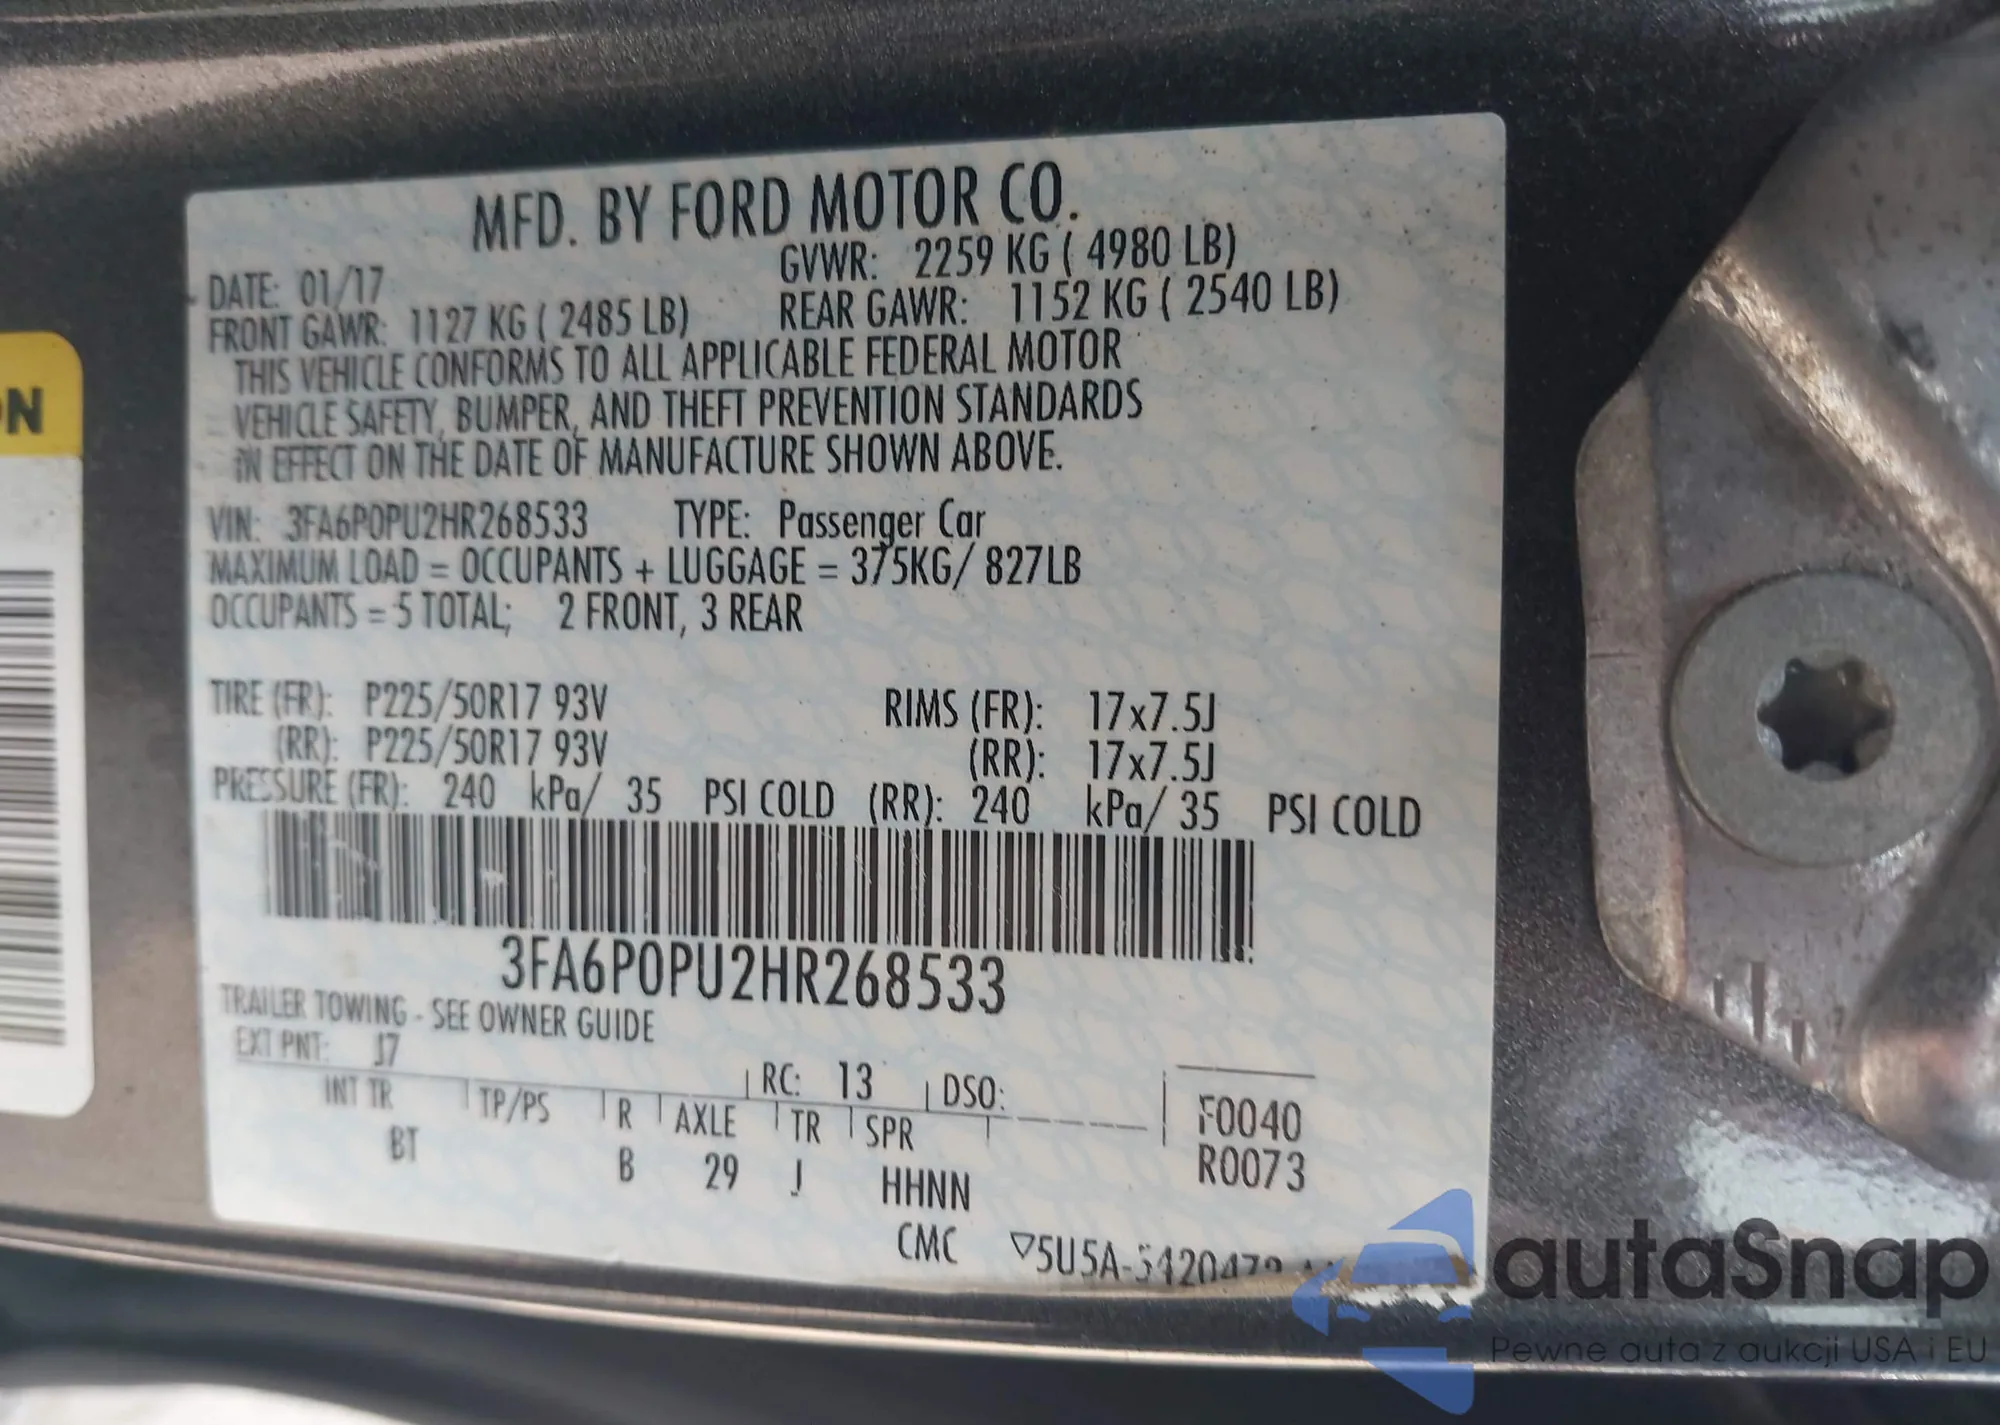 ON
MFD. BY FORD MOTOR CO.
DATE: 01/17 GVWR: 2259 KG ( 4980 LB)
FRONT GAWR: 1127 KG ( 2485 LB) REAR GAWR: 1152 KG ( 2540 LB)
THIS VEHICLE CONFORMS TO ALL APPLICABLE FEDERAL MOTOR
VEHICLE SAFETY, BUMPER, AND THEFT PREVENTION STANDARDS
IN EFFECT ON THE DATE OF MANUFACTURE SHOWN ABOVE.
VIN: 3FA6P0PU2HR268533 TYPE: Passenger Car
MAXIMUM LOAD = OCCUPANTS + LUGGAGE = 375KG/ 827LB
OCCUPANTS = 5 TOTAL; 2 FRONT, 3 REAR
TIRE (FR): P225/50R17 93V RIMS (FR): 17x7.5J
(RR): P225/50R17 93V (RR): 17x7.5J
PRESSURE (FR): 240 kPa/ 35 PSI COLD (RR): 240 kPa/ 35 PSI COLD
3FA6P0PU2HR268533
TRAILER TOWING - SEE OWNER GUIDE
EXT PNT: J7 RC: 13 DSO:
INT TR TP/PS R AXLE TR SPR F0040
BT B 29 J HHNN R0073
CMC ▽5U5A-5420472
autaSnap
Pewne auta z aukcji USA i EU